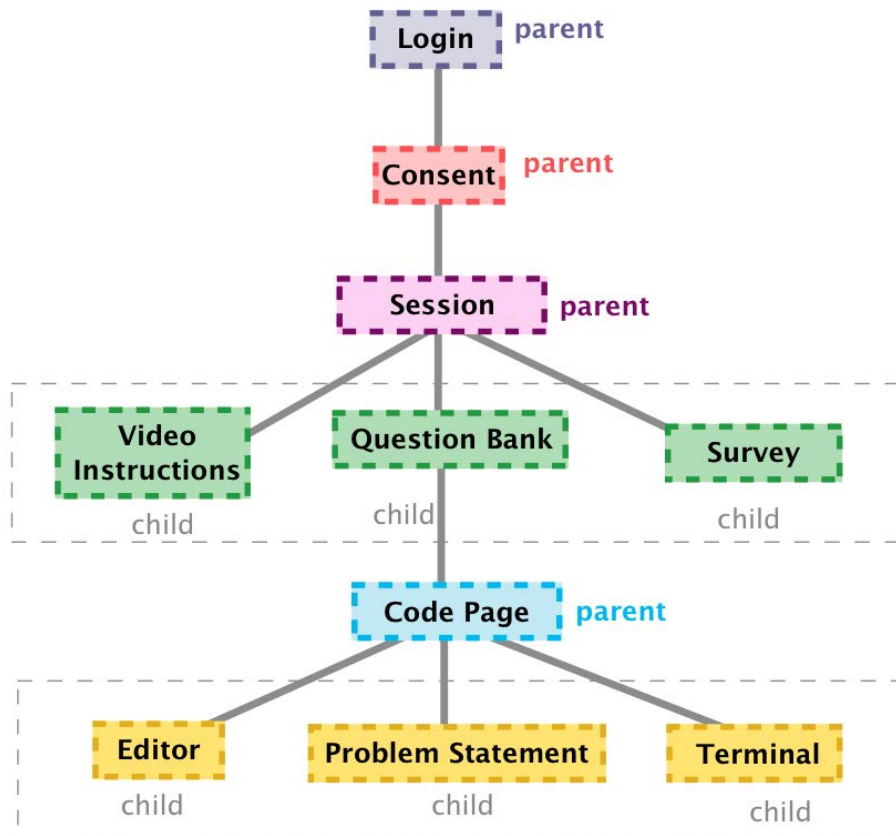 Login
parent
Consent
parent
Session
parent
Video
Instructions
child
Question Bank
child
Survey
child
Code Page
parent
Editor
child
Problem Statement
child
Terminal
child